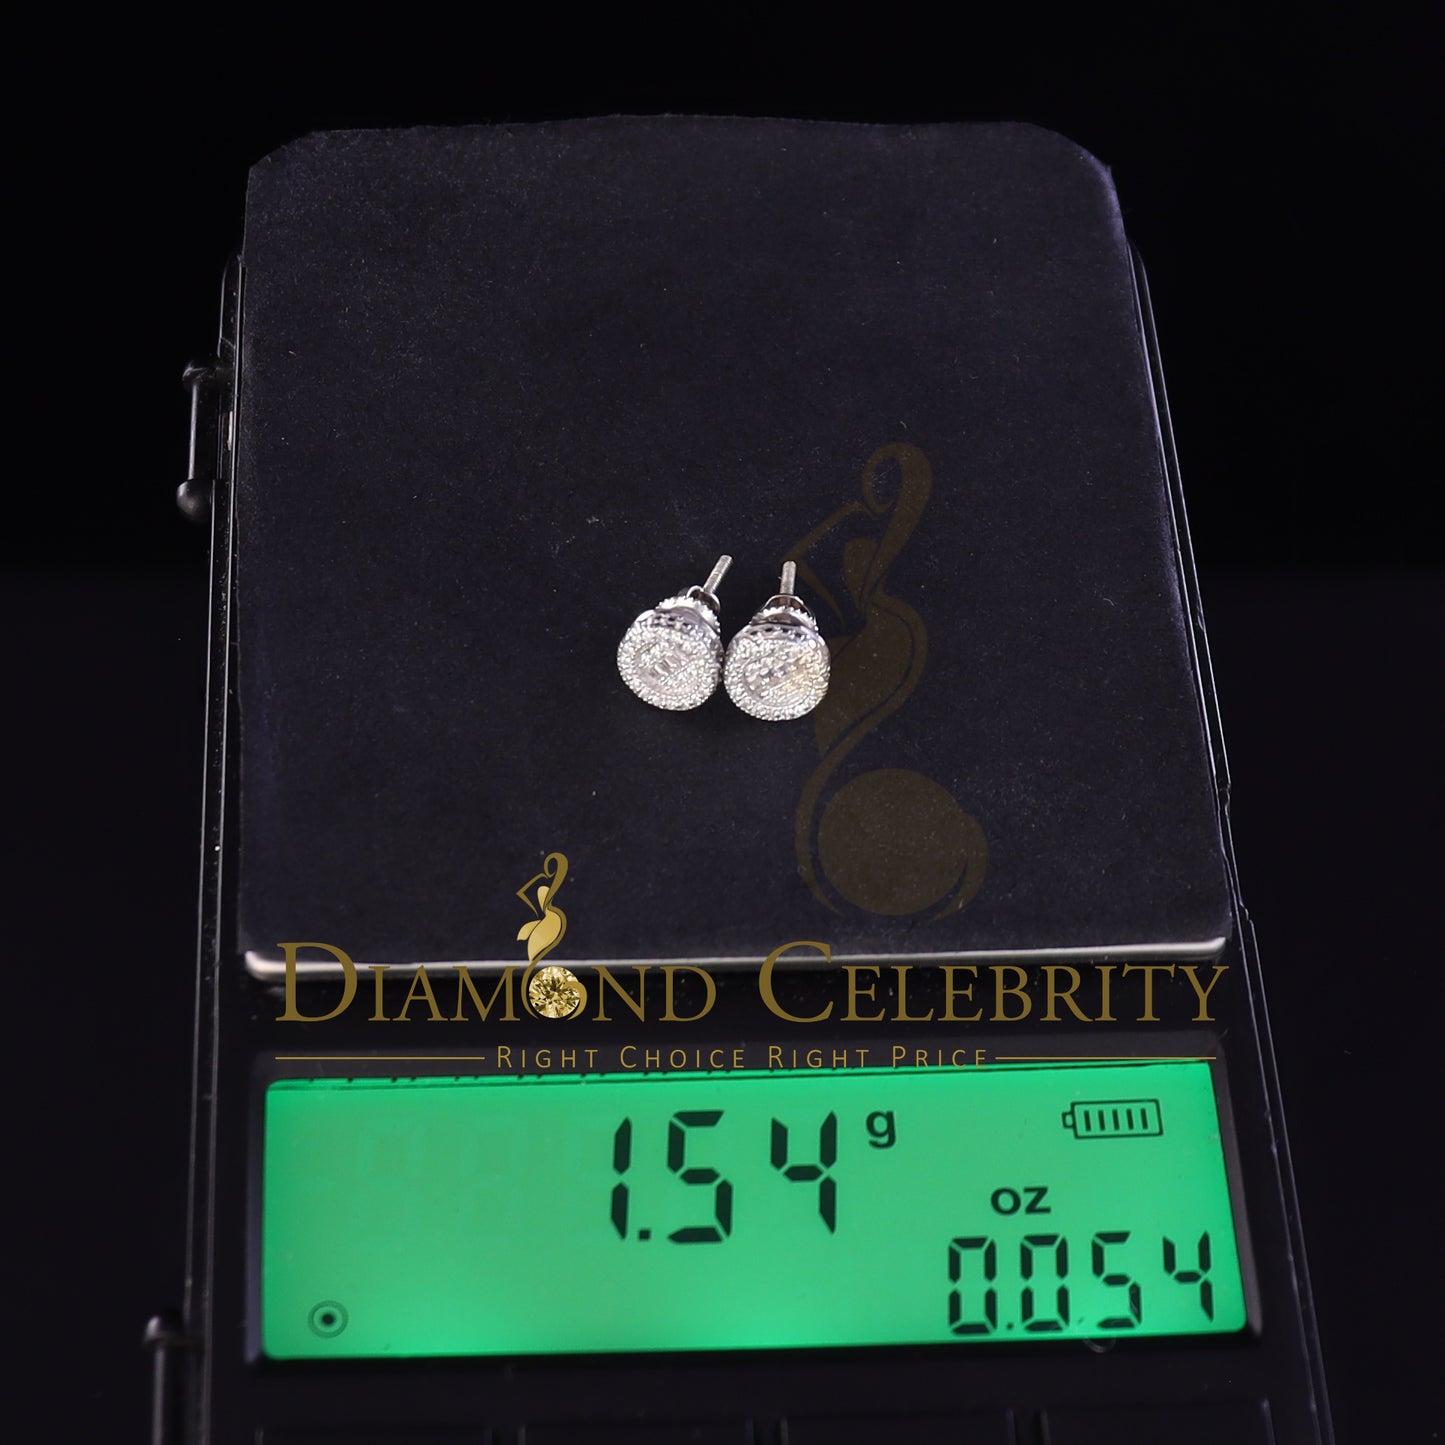 DIAMOND CELEBRITY
RIGHT CHOICE RIGHT PRICE
1.54 g
oz
0.054